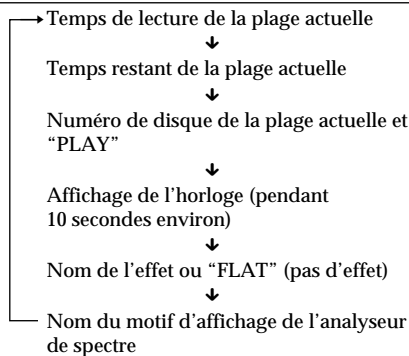 Temps de lecture de la plage actuelle
Temps restant de la plage actuelle
Numéro de disque de la plage actuelle et
“PLAY”
Affichage de l’horloge (pendant
10 secondes environ)
Nom de l’effet ou “FLAT” (pas d’effet)
Nom du motif d’affichage de l’analyseur
de spectre